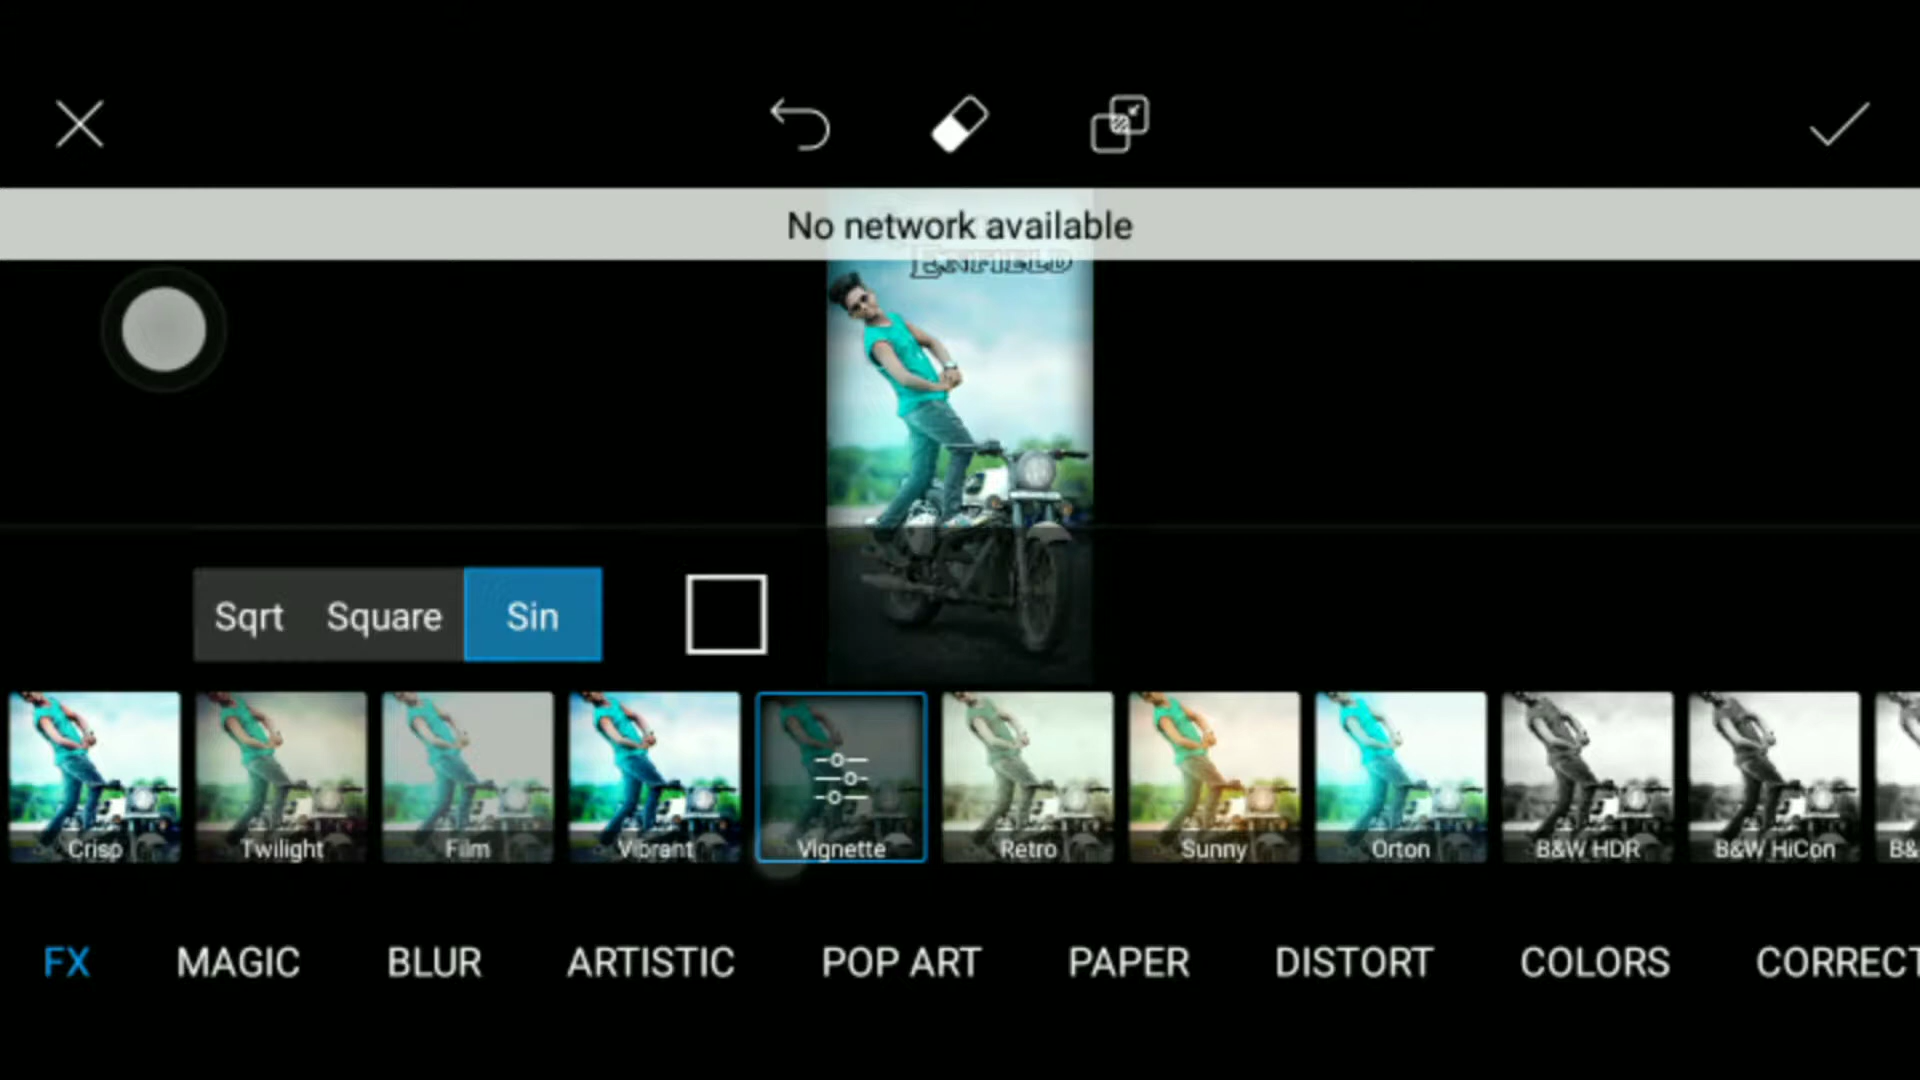 No network available
ENFIELD
Sqrt Square Sin
Crisp Twilight Film Vibrant Vignette Retro Sunny Orton B&W HDR B&W HiCon B&
FX MAGIC BLUR ARTISTIC POP ART PAPER DISTORT COLORS CORRECT